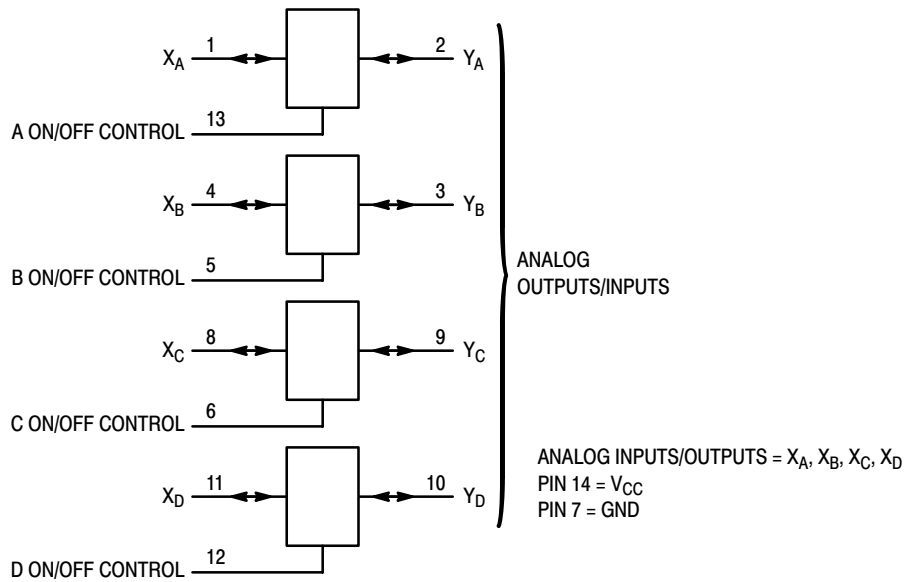 X_A 1 2 Y_A
A ON/OFF CONTROL 13
X_B 4 3 Y_B
B ON/OFF CONTROL 5
ANALOG
OUTPUTS/INPUTS
X_C 8 9 Y_C
C ON/OFF CONTROL 6
X_D 11 10 Y_D
D ON/OFF CONTROL 12
ANALOG INPUTS/OUTPUTS = X_A, X_B, X_C, X_D
PIN 14 = V_CC
PIN 7 = GND